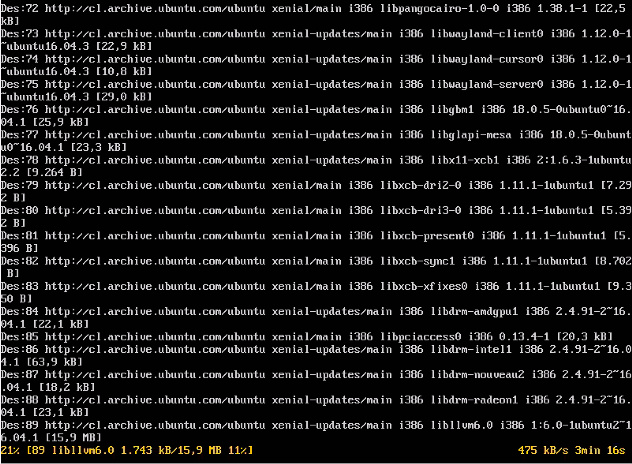 Des:72 http://cl.archive.ubuntu.com/ubuntu xenial/main i386 libpangocairo-1.0-0 i386 1.38.1-1 [22,5
kB]
Des:73 http://cl.archive.ubuntu.com/ubuntu xenial-updates/main i386 libwayland-client0 i386 1.12.0-1
~ubuntu16.04.3 [22,9 kB]
Des:74 http://cl.archive.ubuntu.com/ubuntu xenial-updates/main i386 libwayland-cursor0 i386 1.12.0-1
~ubuntu16.04.3 [10,8 kB]
Des:75 http://cl.archive.ubuntu.com/ubuntu xenial-updates/main i386 libwayland-server0 i386 1.12.0-1
~ubuntu16.04.3 [29,0 kB]
Des:76 http://cl.archive.ubuntu.com/ubuntu xenial-updates/main i386 libgbm1 i386 18.0.5-0ubuntu0~16.
04.1 [25,9 kB]
Des:77 http://cl.archive.ubuntu.com/ubuntu xenial-updates/main i386 libglapi-mesa i386 18.0.5-0ubunt
u0~16.04.1 [23,3 kB]
Des:78 http://cl.archive.ubuntu.com/ubuntu xenial-updates/main i386 libx11-xcb1 i386 2:1.6.3-1ubuntu
2.2 [9.264 B]
Des:79 http://cl.archive.ubuntu.com/ubuntu xenial/main i386 libxcb-dri2-0 i386 1.11.1-1ubuntu1 [7.29
2 B]
Des:80 http://cl.archive.ubuntu.com/ubuntu xenial/main i386 libxcb-dri3-0 i386 1.11.1-1ubuntu1 [5.39
2 B]
Des:81 http://cl.archive.ubuntu.com/ubuntu xenial/main i386 libxcb-present0 i386 1.11.1-1ubuntu1 [5.
396 B]
Des:82 http://cl.archive.ubuntu.com/ubuntu xenial/main i386 libxcb-sync1 i386 1.11.1-1ubuntu1 [8.702
 B]
Des:83 http://cl.archive.ubuntu.com/ubuntu xenial/main i386 libxcb-xfixes0 i386 1.11.1-1ubuntu1 [9.3
50 B]
Des:84 http://cl.archive.ubuntu.com/ubuntu xenial-updates/main i386 libdrm-amdgpu1 i386 2.4.91-2~16.
04.1 [22,1 kB]
Des:85 http://cl.archive.ubuntu.com/ubuntu xenial/main i386 libpciaccess0 i386 0.13.4-1 [20,3 kB]
Des:86 http://cl.archive.ubuntu.com/ubuntu xenial-updates/main i386 libdrm-intel1 i386 2.4.91-2~16.0
4.1 [63,9 kB]
Des:87 http://cl.archive.ubuntu.com/ubuntu xenial-updates/main i386 libdrm-nouveau2 i386 2.4.91-2~16
.04.1 [18,2 kB]
Des:88 http://cl.archive.ubuntu.com/ubuntu xenial-updates/main i386 libdrm-radeon1 i386 2.4.91-2~16.
04.1 [23,1 kB]
Des:89 http://cl.archive.ubuntu.com/ubuntu xenial-updates/main i386 libllvm6.0 i386 1:6.0-1ubuntu2~1
6.04.1 [15,9 MB]
21% [89 libllvm6.0 1.743 kB/15,9 MB 11%] 475 kB/s 3min 16s